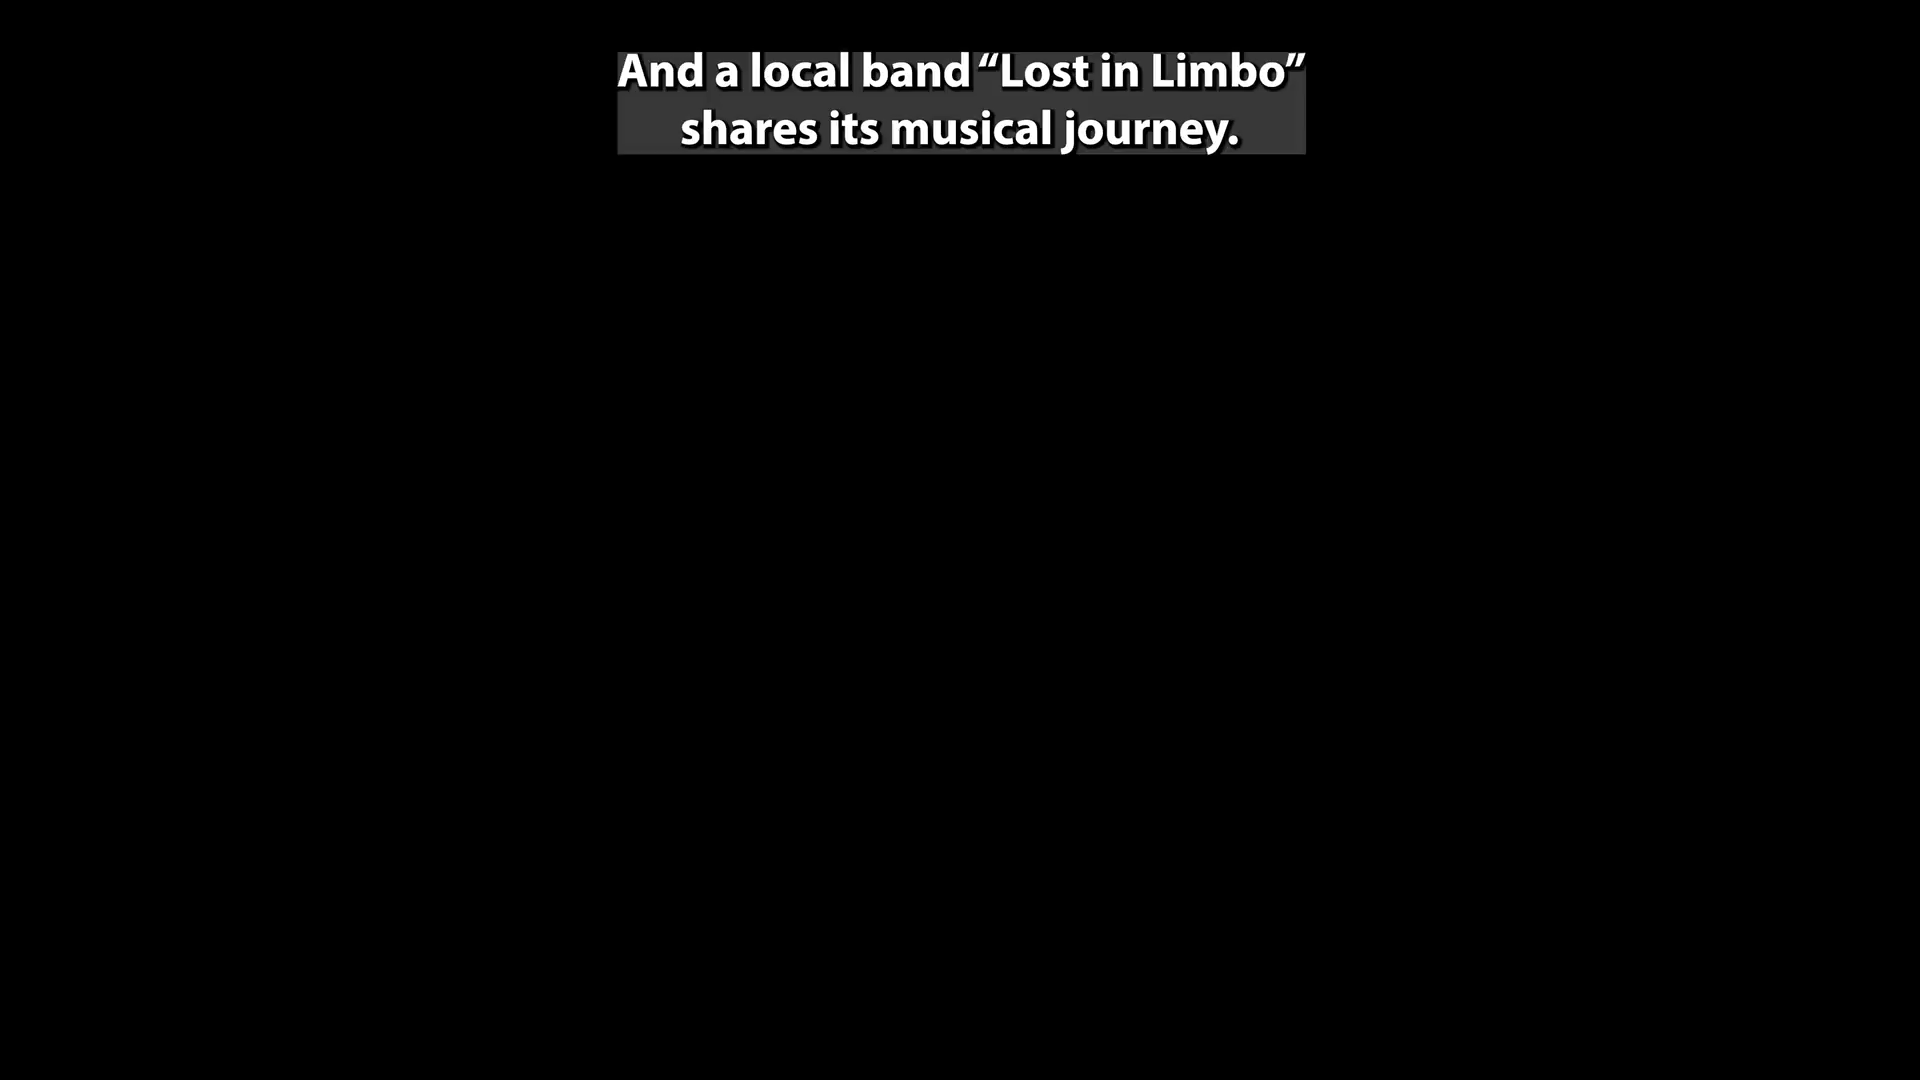 And a local band “Lost in Limbo”
shares its musical journey.